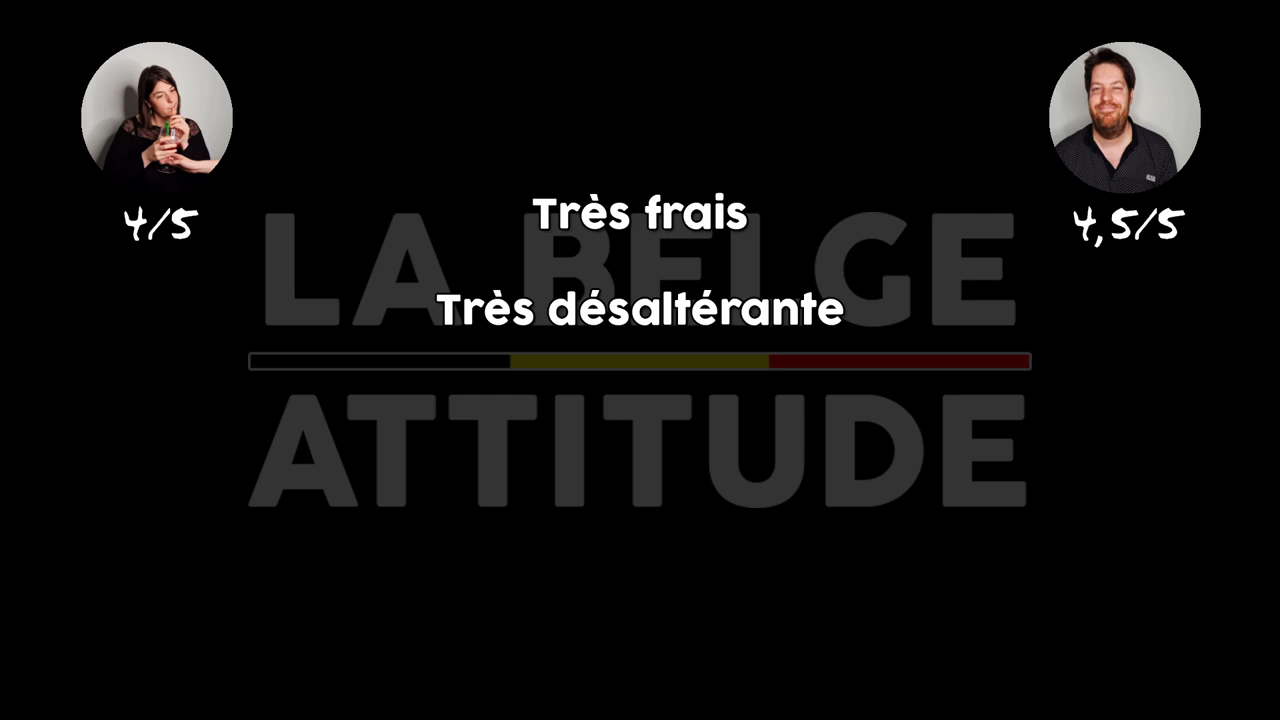 4/5
4,5/5
Très frais
Très désaltérante
LA BELGE
ATTITUDE